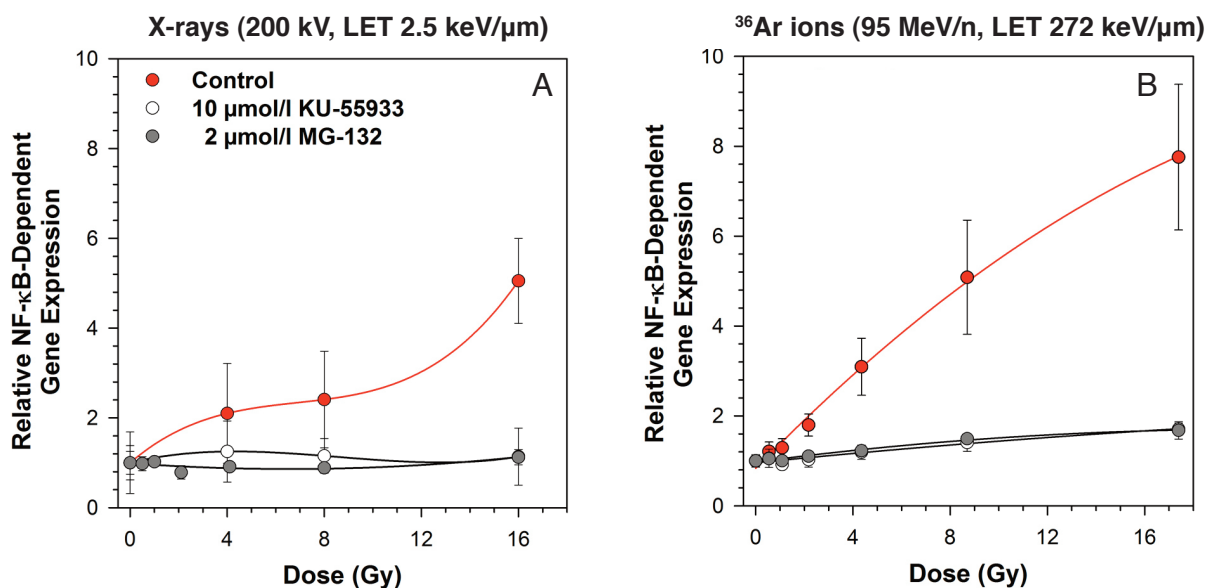 X-rays (200 kV, LET 2.5 keV/µm)
A
Control
10 µmol/l KU-55933
2 µmol/l MG-132
Relative NF-κB-Dependent
Gene Expression
10
8
6
4
2
0
0 4 8 12 16
Dose (Gy)
³⁶Ar ions (95 MeV/n, LET 272 keV/µm)
B
Relative NF-κB-Dependent
Gene Expression
10
8
6
4
2
0
0 4 8 12 16
Dose (Gy)